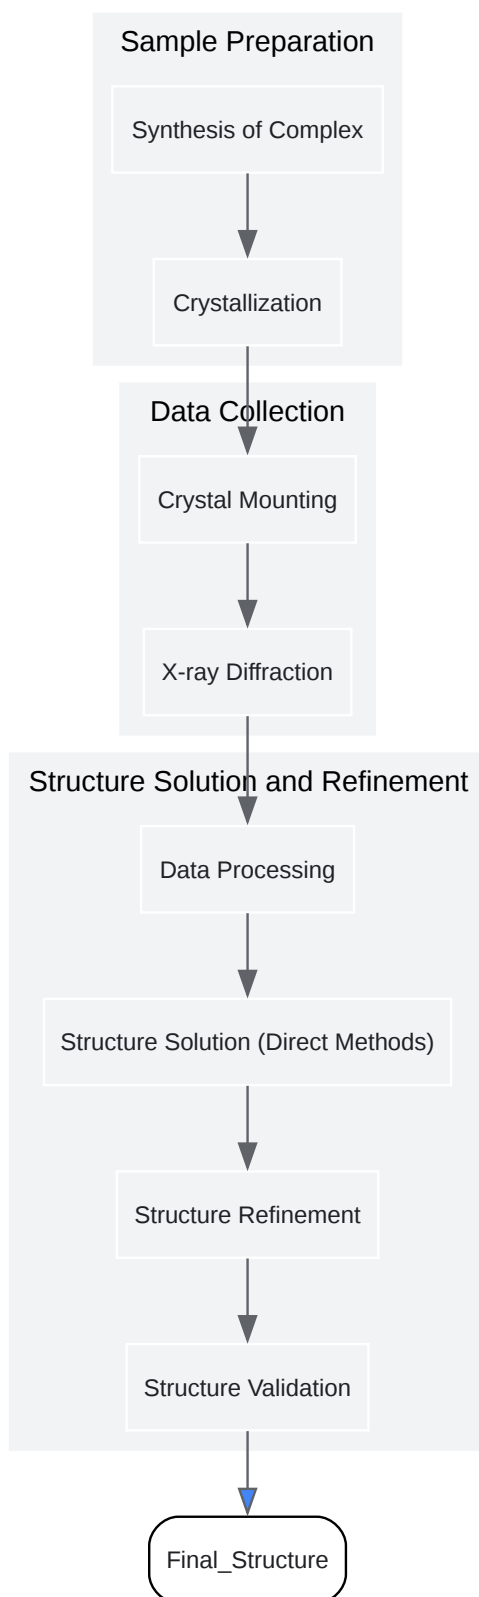 Sample Preparation
Synthesis of Complex
Crystallization
Data Collection
Crystal Mounting
X-ray Diffraction
Structure Solution and Refinement
Data Processing
Structure Solution (Direct Methods)
Structure Refinement
Structure Validation
Final_Structure